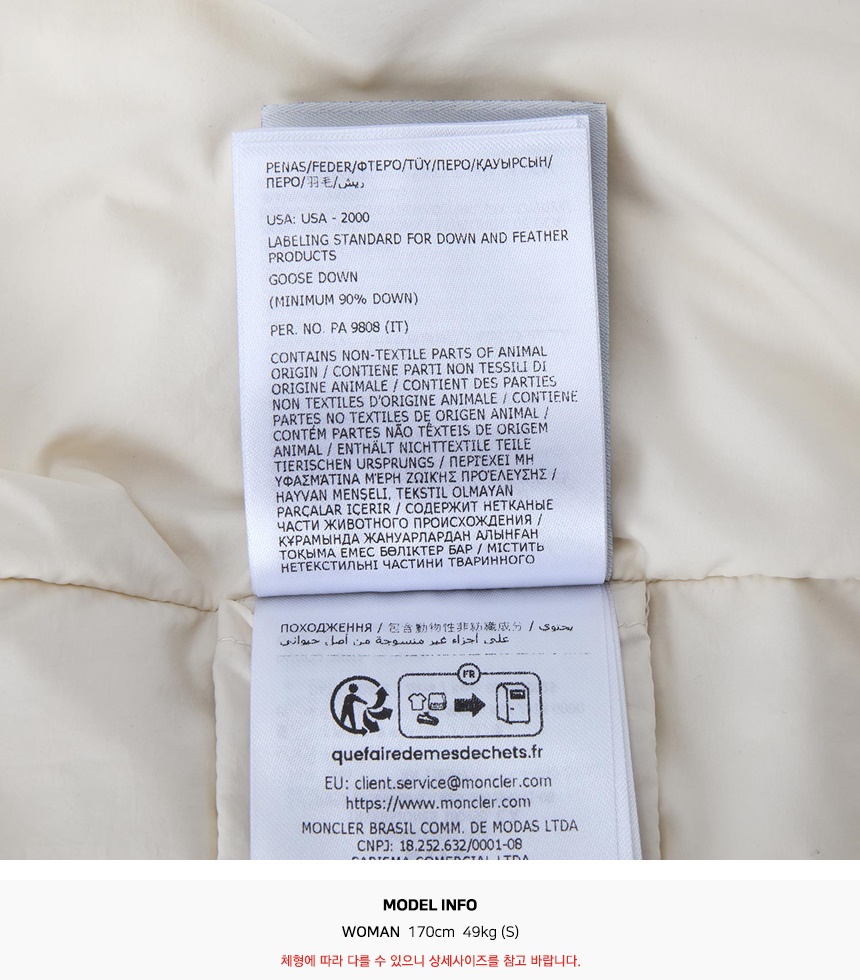 PENAS/FEDER/ΦΤΕΡΌ/TÜY/ПЕРО/ҚАУЫРСЫН/
ПЕРО/羽毛/ريش
USA: USA - 2000
LABELING STANDARD FOR DOWN AND FEATHER
PRODUCTS
GOOSE DOWN
(MINIMUM 90% DOWN)
PER. NO. PA 9808 (IT)
CONTAINS NON-TEXTILE PARTS OF ANIMAL
ORIGIN / CONTIENE PARTI NON TESSILI DI
ORIGINE ANIMALE / CONTIENT DES PARTIES
NON TEXTILES D'ORIGINE ANIMALE / CONTIENE
PARTES NO TEXTILES DE ORIGEN ANIMAL /
CONTÉM PARTES NÃO TÊXTEIS DE ORIGEM
ANIMAL / ENTHÄLT NICHTTEXTILE TEILE
TIERISCHEN URSPRUNGS / ΠΕΡΙΈΧΕΙ ΜΗ
ΥΦΑΣΜΆΤΙΝΑ ΜΈΡΗ ΖΩΙΚΉΣ ΠΡΟΈΛΕΥΣΗΣ /
HAYVAN MENŞELİ, TEKSTIL OLMAYAN
PARÇALAR İÇERİR / СОДЕРЖИТ НЕТКАНЫЕ
ЧАСТИ ЖИВОТНОГО ПРОИСХОЖДЕНИЯ /
ҚҰРАМЫНДА ЖАНУАРЛАРДАН АЛЫНҒАН
ТОҚЫМА ЕМЕС БӨЛІКТЕР БАР / МІСТИТЬ
НЕТЕКСТИЛЬНІ ЧАСТИНИ ТВАРИННОГО
ПОХОДЖЕННЯ / 包含動物性非紡織成分 / يحتوي
على أجزاء غير منسوجة من أصل حيواني
FR
quefairedemesdechets.fr
EU: client.service@moncler.com
https://www.moncler.com
MONCLER BRASIL COMM. DE MODAS LTDA
CNPJ: 18.252.632/0001-08
MODEL INFO
WOMAN 170cm 49kg (S)
체형에 따라 다를 수 있으니 상세사이즈를 참고 바랍니다.